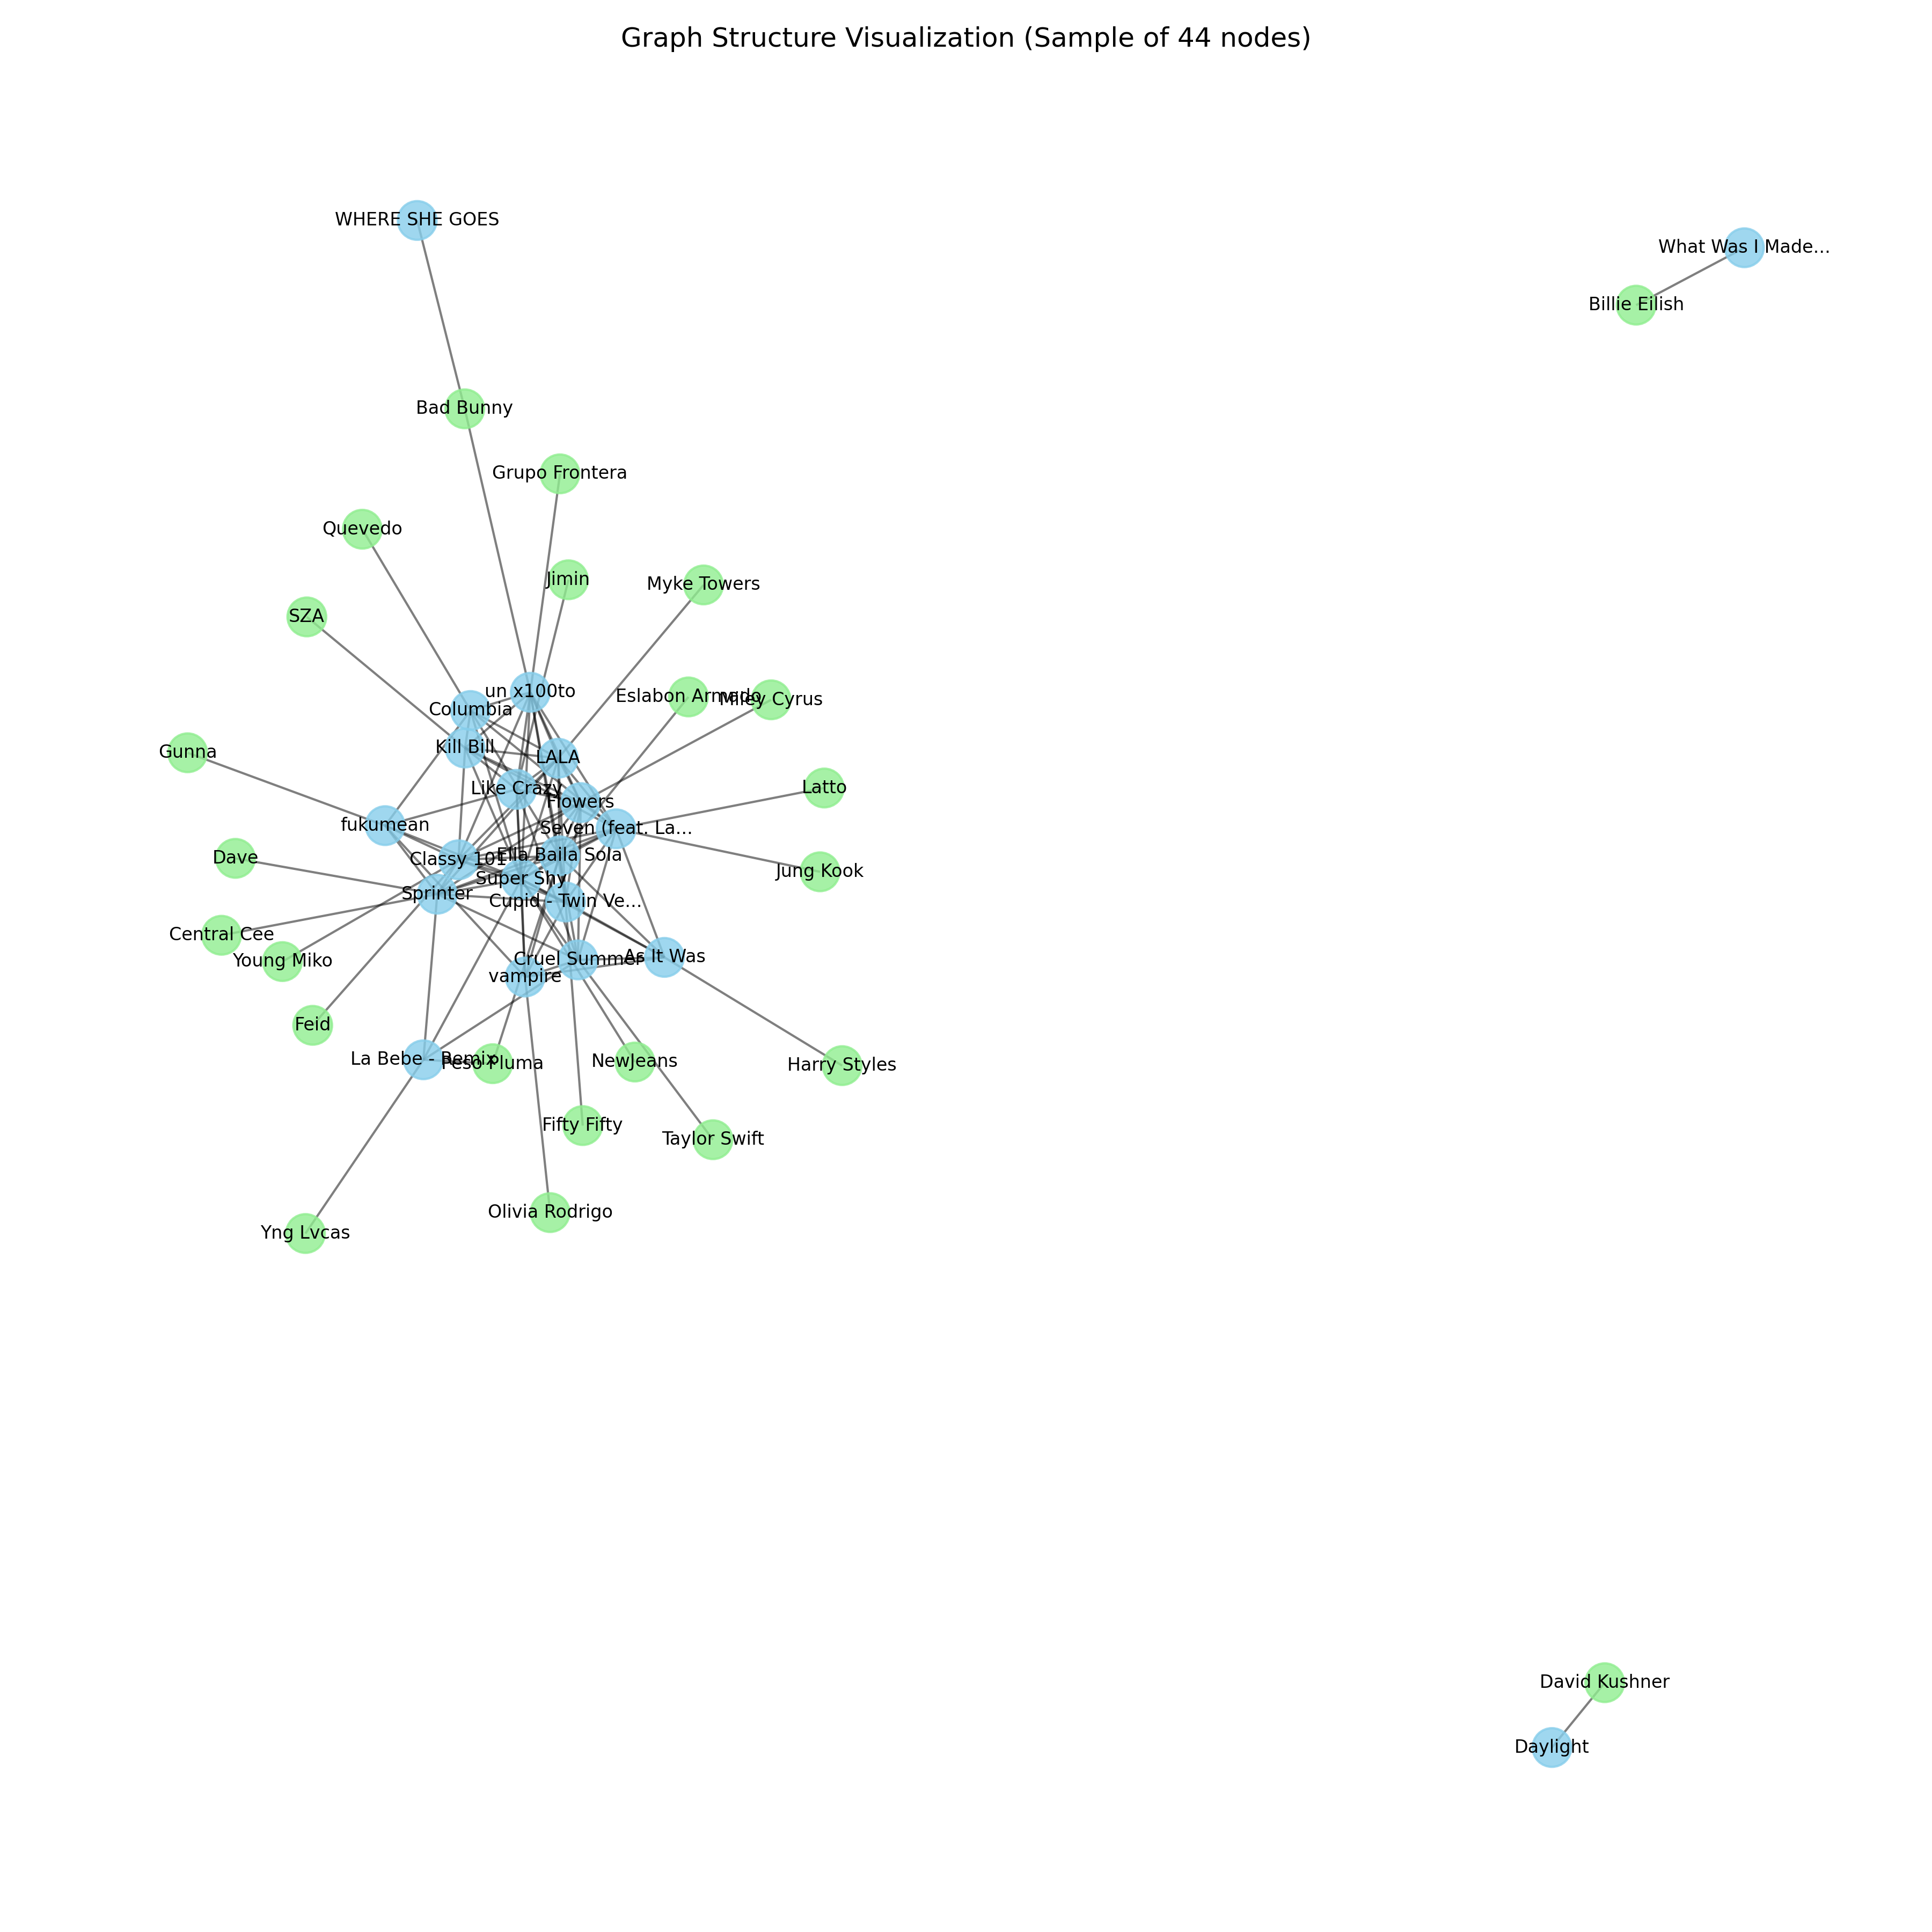 Graph Structure Visualization (Sample of 44 nodes)
WHERE SHE GOES
What Was I Made...
Billie Eilish
Bad Bunny
Grupo Frontera
Quevedo
Jimin
Myke Towers
SZA
un x100to
Eslabon Armado
Miley Cyrus
Columbia
Kill Bill
Gunna
LALA
Like Crazy
Latto
Flowers
fukumean
Seven (feat. La...
Ella Baila Sola
Dave
Classy 101
Jung Kook
Super Shy
Sprinter
Cupid - Twin Ve...
Central Cee
As It Was
Cruel Summer
Young Miko
vampire
Feid
La Bebe - Remix
Peso Pluma
NewJeans
Harry Styles
Fifty Fifty
Taylor Swift
Olivia Rodrigo
Yng Lvcas
David Kushner
Daylight